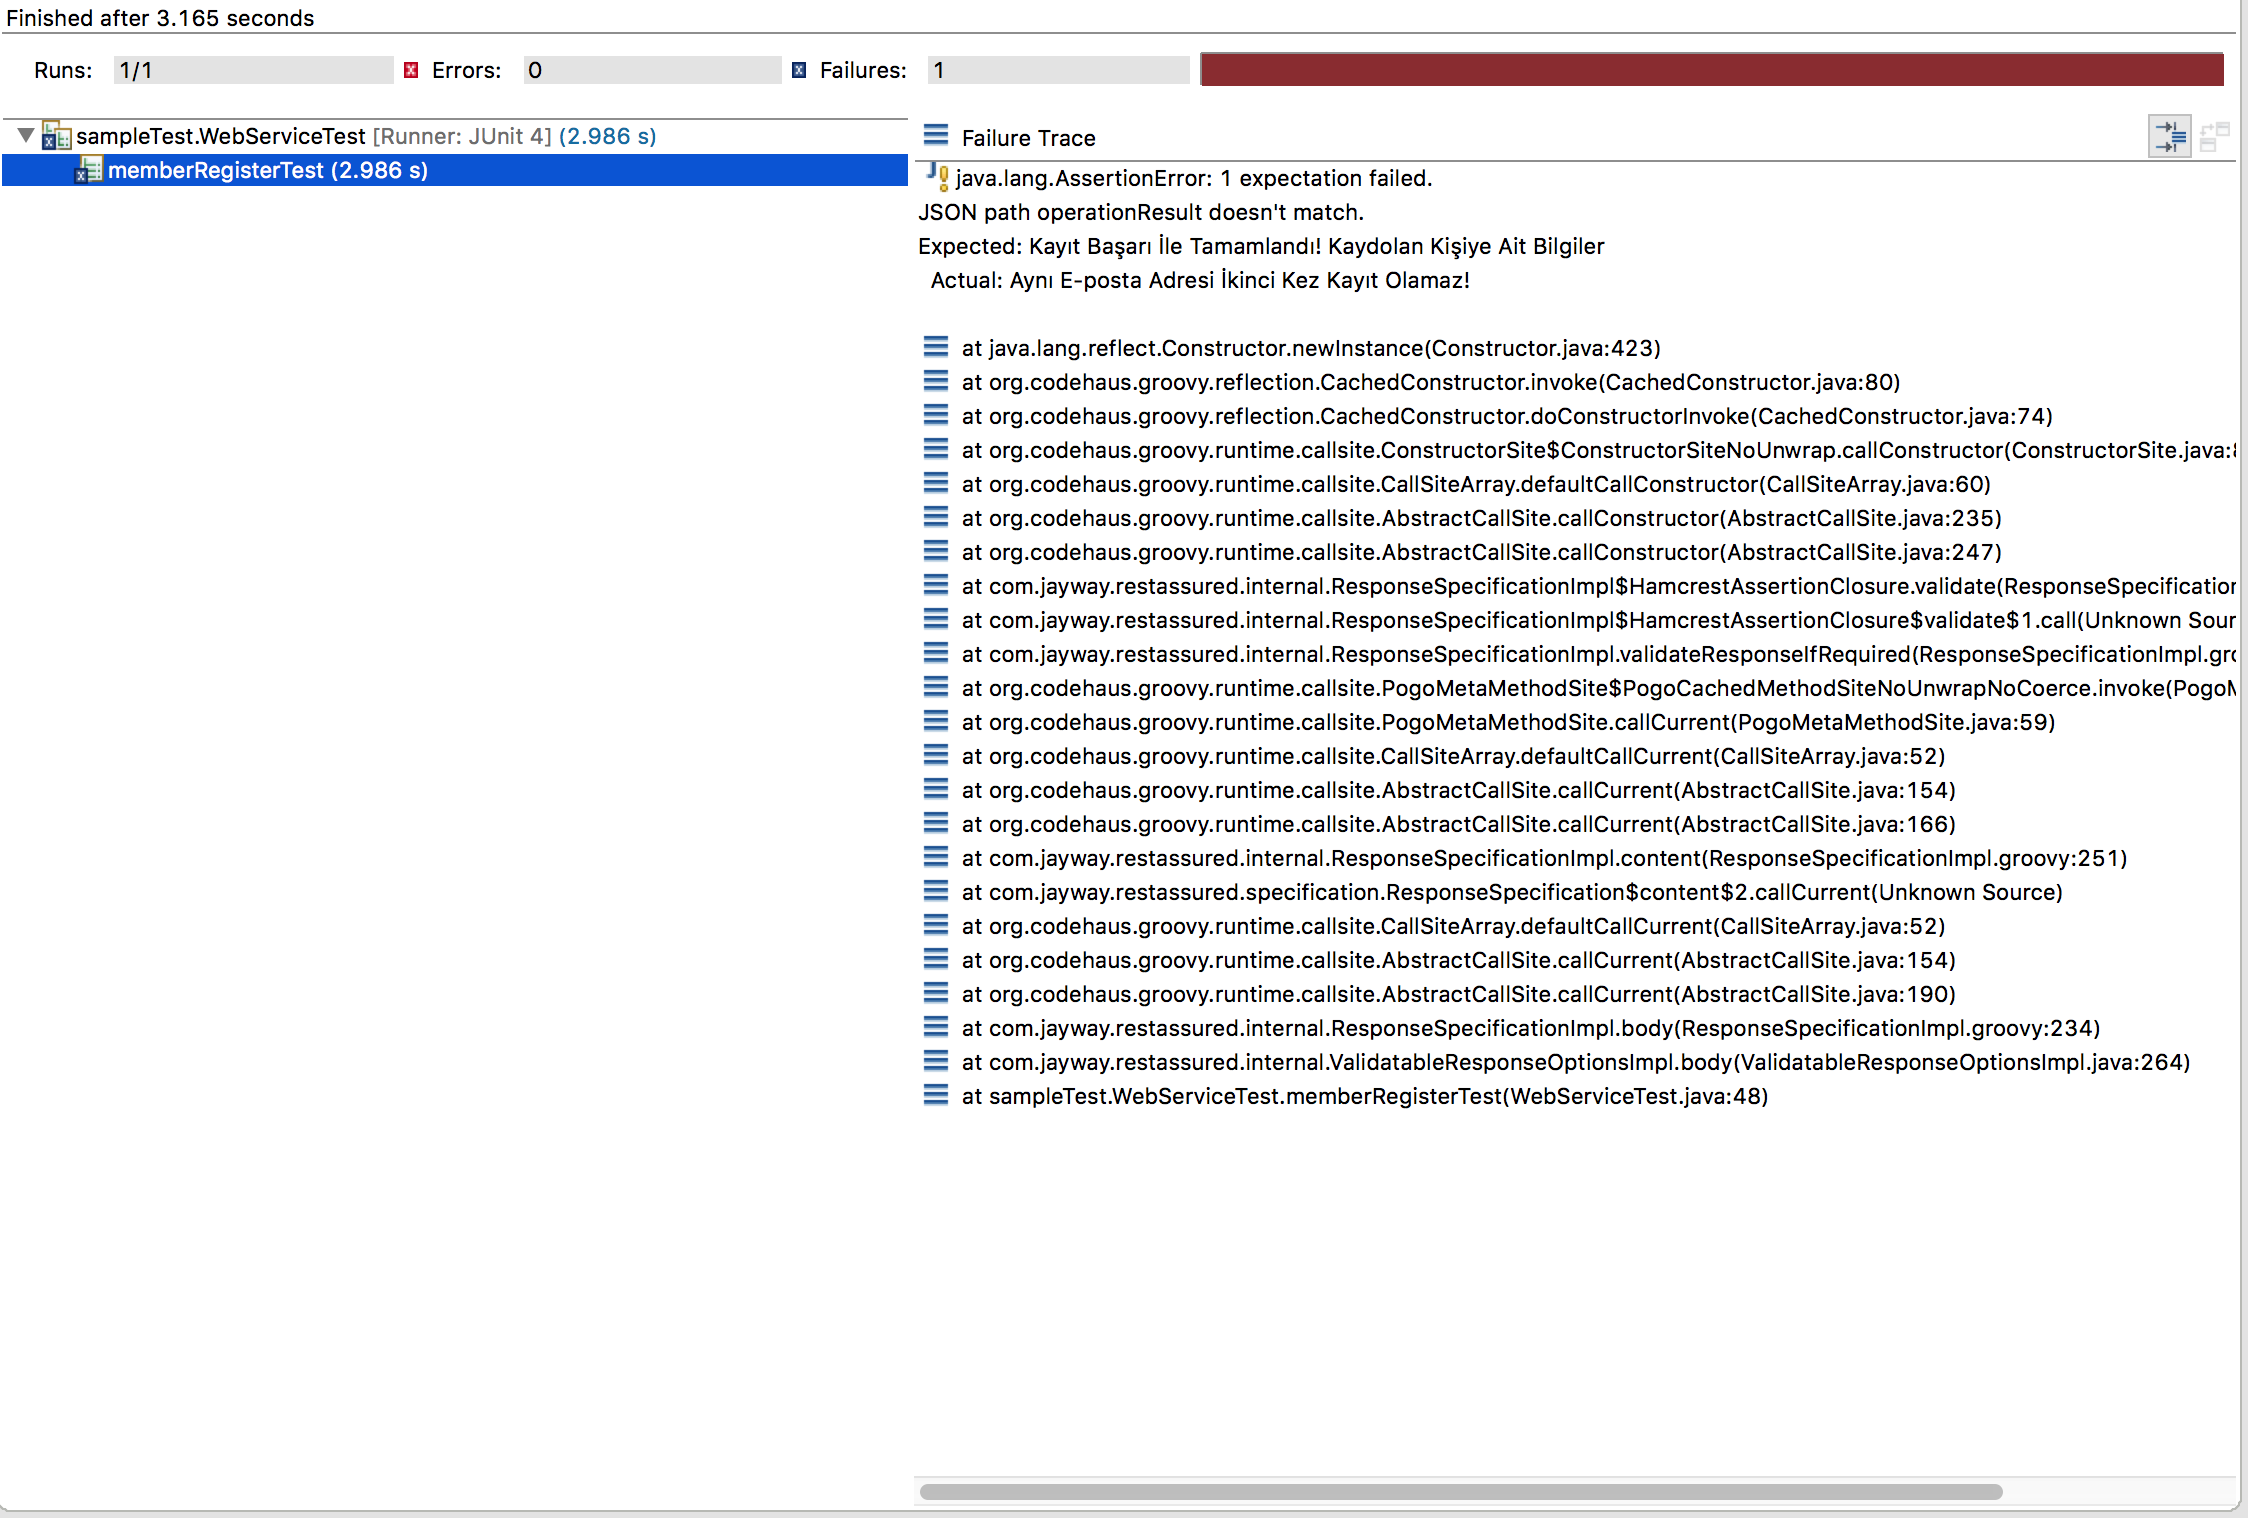 Finished after 3.165 seconds
Runs: 1/1 Errors: 0 Failures: 1
sampleTest.WebServiceTest [Runner: JUnit 4] (2.986 s)
memberRegisterTest (2.986 s)
Failure Trace
java.lang.AssertionError: 1 expectation failed.
JSON path operationResult doesn't match.
Expected: Kayıt Başarı İle Tamamlandı! Kaydolan Kişiye Ait Bilgiler
Actual: Aynı E-posta Adresi İkinci Kez Kayıt Olamaz!
at java.lang.reflect.Constructor.newInstance(Constructor.java:423)
at org.codehaus.groovy.reflection.CachedConstructor.invoke(CachedConstructor.java:80)
at org.codehaus.groovy.reflection.CachedConstructor.doConstructorInvoke(CachedConstructor.java:74)
at org.codehaus.groovy.runtime.callsite.ConstructorSite$ConstructorSiteNoUnwrap.callConstructor(ConstructorSite.java:
at org.codehaus.groovy.runtime.callsite.CallSiteArray.defaultCallConstructor(CallSiteArray.java:60)
at org.codehaus.groovy.runtime.callsite.AbstractCallSite.callConstructor(AbstractCallSite.java:235)
at org.codehaus.groovy.runtime.callsite.AbstractCallSite.callConstructor(AbstractCallSite.java:247)
at com.jayway.restassured.internal.ResponseSpecificationImpl$HamcrestAssertionClosure.validate(ResponseSpecification
at com.jayway.restassured.internal.ResponseSpecificationImpl$HamcrestAssertionClosure$validate$1.call(Unknown Sour
at com.jayway.restassured.internal.ResponseSpecificationImpl.validateResponseIfRequired(ResponseSpecificationImpl.gro
at org.codehaus.groovy.runtime.callsite.PogoMetaMethodSite$PogoCachedMethodSiteNoUnwrapNoCoerce.invoke(PogoM
at org.codehaus.groovy.runtime.callsite.PogoMetaMethodSite.callCurrent(PogoMetaMethodSite.java:59)
at org.codehaus.groovy.runtime.callsite.CallSiteArray.defaultCallCurrent(CallSiteArray.java:52)
at org.codehaus.groovy.runtime.callsite.AbstractCallSite.callCurrent(AbstractCallSite.java:154)
at org.codehaus.groovy.runtime.callsite.AbstractCallSite.callCurrent(AbstractCallSite.java:166)
at com.jayway.restassured.internal.ResponseSpecificationImpl.content(ResponseSpecificationImpl.groovy:251)
at com.jayway.restassured.specification.ResponseSpecification$content$2.callCurrent(Unknown Source)
at org.codehaus.groovy.runtime.callsite.CallSiteArray.defaultCallCurrent(CallSiteArray.java:52)
at org.codehaus.groovy.runtime.callsite.AbstractCallSite.callCurrent(AbstractCallSite.java:154)
at org.codehaus.groovy.runtime.callsite.AbstractCallSite.callCurrent(AbstractCallSite.java:190)
at com.jayway.restassured.internal.ResponseSpecificationImpl.body(ResponseSpecificationImpl.groovy:234)
at com.jayway.restassured.internal.ValidatableResponseOptionsImpl.body(ValidatableResponseOptionsImpl.java:264)
at sampleTest.WebServiceTest.memberRegisterTest(WebServiceTest.java:48)